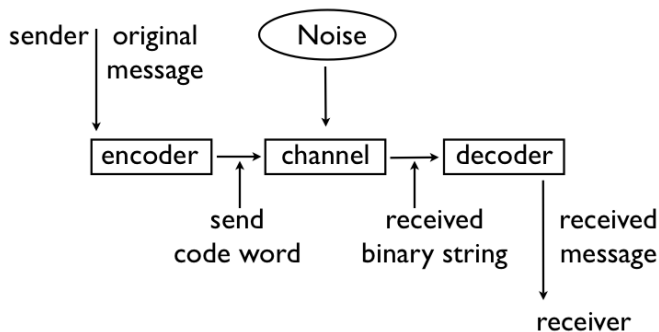 sender
original
message
Noise
encoder
channel
decoder
send
code word
received
binary string
received
message
receiver